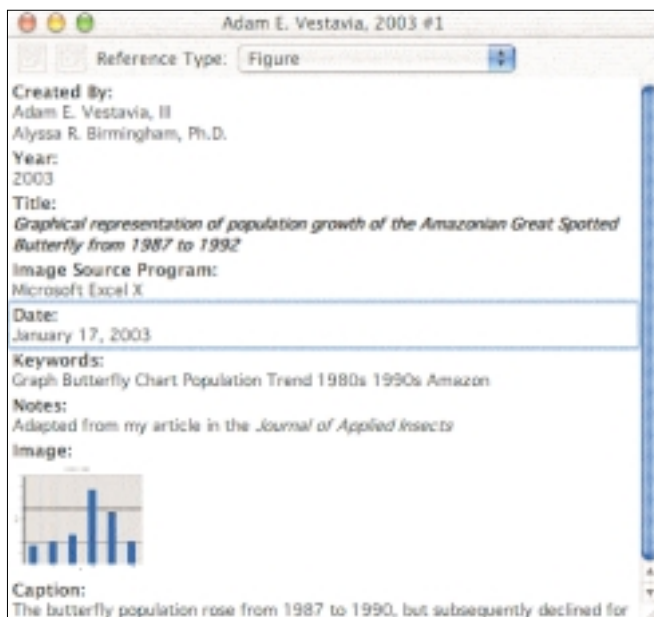 Adam E. Vestavia, 2003 #1
Reference Type: Figure
Created By:
Adam E. Vestavia, III
Alyssa R. Birmingham, Ph.D.
Year:
2003
Title:
Graphical representation of population growth of the Amazonian Great Spotted
Butterfly from 1987 to 1992
Image Source Program:
Microsoft Excel X
Date:
January 17, 2003
Keywords:
Graph Butterfly Chart Population Trend 1980s 1990s Amazon
Notes:
Adapted from my article in the Journal of Applied Insects
Image:
Caption:
The butterfly population rose from 1987 to 1990, but subsequently declined for